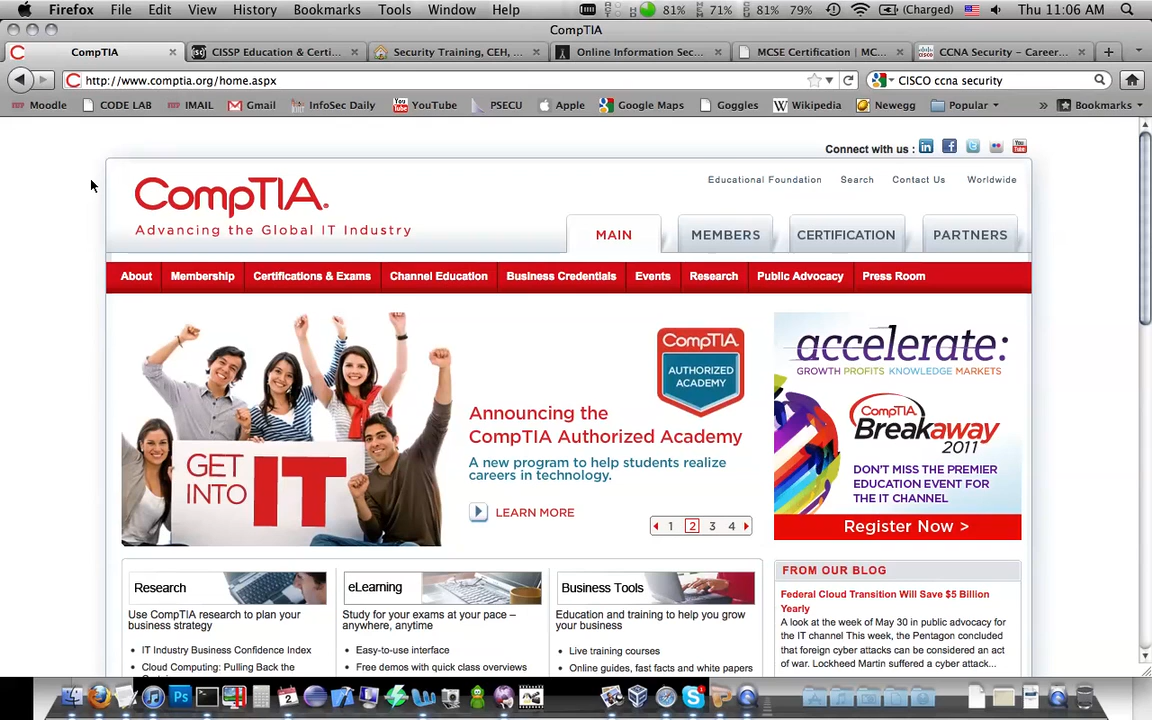 Firefox File Edit View History Bookmarks Tools Window Help 81% 71% 81% 79% (Charged) Thu 11:06 AM
CompTIA
CompTIA CISSP Education & Certi... Security Training, CEH, ... Online Information Sec... MCSE Certification | MC... CCNA Security – Career...
http://www.comptia.org/home.aspx CISCO ccna security
Moodle CODE LAB IMAIL Gmail InfoSec Daily YouTube PSECU Apple Google Maps Goggles Wikipedia Newegg Popular » Bookmarks
Connect with us :
Educational Foundation Search Contact Us Worldwide
CompTIA.
Advancing the Global IT Industry
MAIN MEMBERS CERTIFICATION PARTNERS
About Membership Certifications & Exams Channel Education Business Credentials Events Research Public Advocacy Press Room
GET
INTO
IT
CompTIA.
AUTHORIZED
ACADEMY
Announcing the
CompTIA Authorized Academy
A new program to help students realize
careers in technology.
LEARN MORE
1 2 3 4
accelerate:
GROWTH PROFITS KNOWLEDGE MARKETS
CompTIA
Breakaway
2011
DON'T MISS THE PREMIER
EDUCATION EVENT FOR
THE IT CHANNEL
Register Now >
Research
Use CompTIA research to plan your
business strategy
• IT Industry Business Confidence Index
• Cloud Computing: Pulling Back the
eLearning
Study for your exams at your pace –
anywhere, anytime
• Easy-to-use interface
• Free demos with quick class overviews
Business Tools
Education and training to help you grow
your business
• Live training courses
• Online guides, fast facts and white papers
FROM OUR BLOG
Federal Cloud Transition Will Save $5 Billion
Yearly
A look at the week of May 30 in public advocacy for
the IT channel This week, the Pentagon concluded
that foreign cyber attacks can be considered an act
of war. Lockheed Martin suffered a cyber attack...